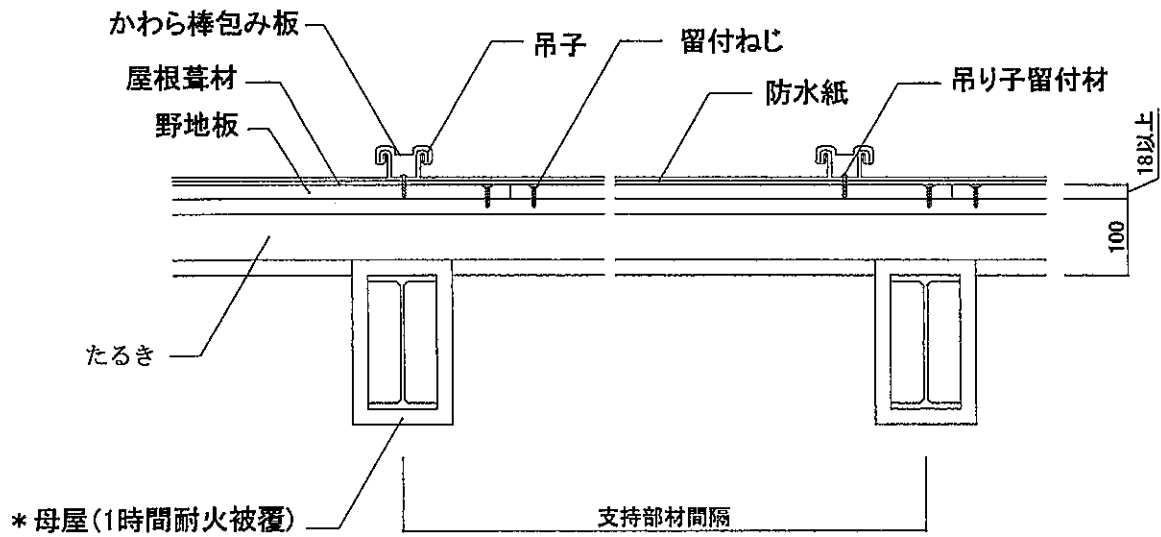 かわら棒包み板
吊子
留付ねじ
屋根葺材
防水紙
吊り子留付材
野地板
18以上
100
たるき
*母屋(1時間耐火被覆)
支持部材間隔